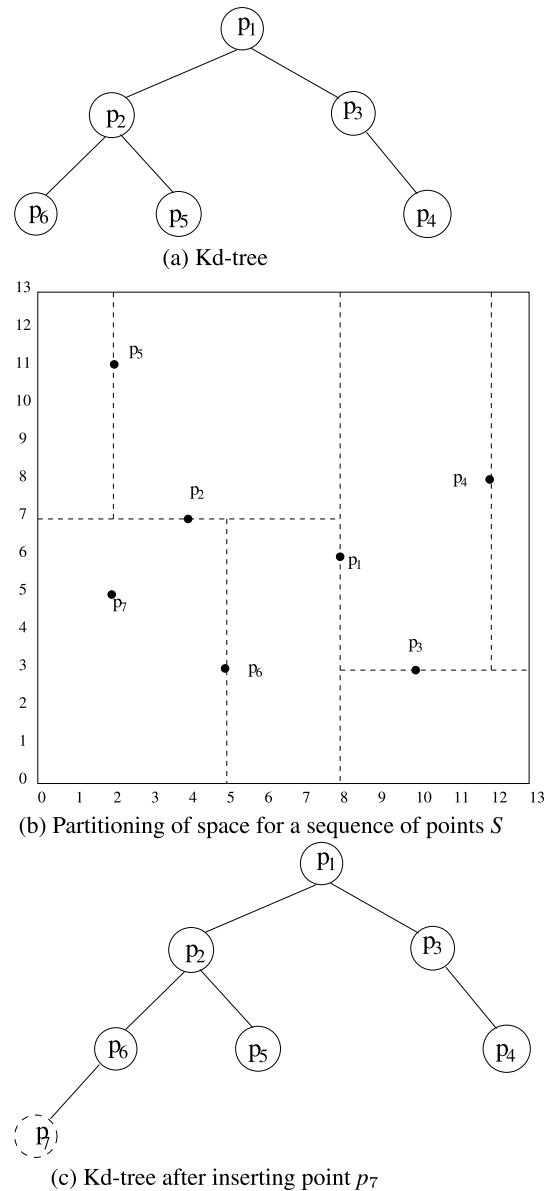 p1
p2 p3
p6 p5 p4
(a) Kd-tree
13
12
p5
11
10
9
8 p4
p2
7
6 p1
5
p7
4
p3
3 p6
2
1
0
0 1 2 3 4 5 6 7 8 9 10 11 12 13
(b) Partitioning of space for a sequence of points S
p1
p2 p3
p6 p5 p4
p7
(c) Kd-tree after inserting point p7